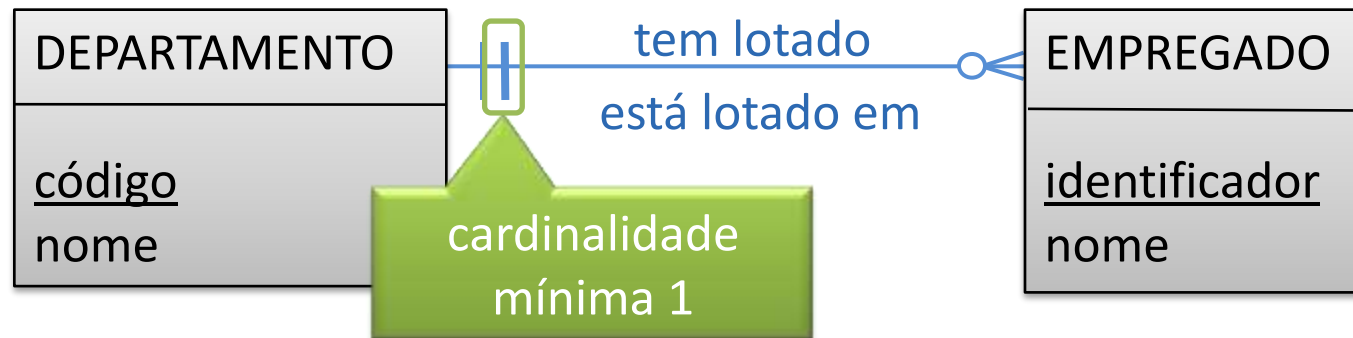 DEPARTAMENTO
código
nome
tem lotado
está lotado em
cardinalidade
mínima 1
EMPREGADO
identificador
nome